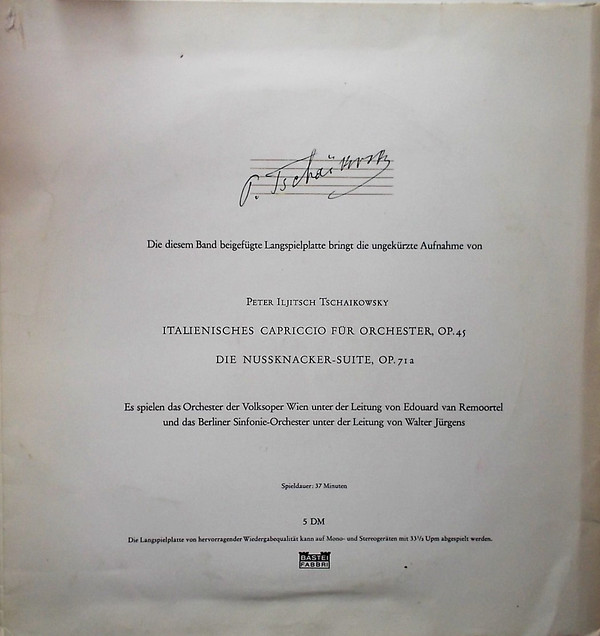 P. Tschaïkovsky
Die diesem Band beigefügte Langspielplatte bringt die ungekürzte Aufnahme von
Peter Iljitsch Tschaikowsky
ITALIENISCHES CAPRICCIO FÜR ORCHESTER, OP. 45
DIE NUSSKNACKER-SUITE, OP. 71a
Es spielen das Orchester der Volksoper Wien unter der Leitung von Edouard van Remoortel
und das Berliner Sinfonie-Orchester unter der Leitung von Walter Jürgens
Spieldauer: 37 Minuten
5 DM
Die Langspielplatte von hervorragender Wiedergabequalität kann auf Mono- und Stereogeräten mit 33 1/3 Upm abgespielt werden.
BASTEI
FABBRI